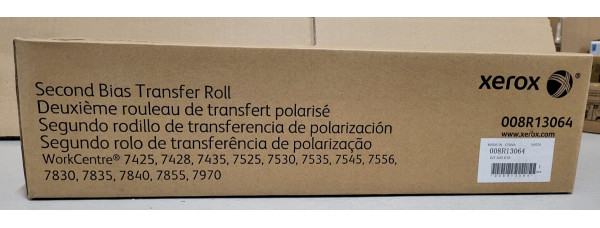 Second Bias Transfer Roll
Deuxième rouleau de transfert polarisé
Segundo rodillo de transferencia de polarización
Segundo rolo de transferência de polarização
WorkCentre® 7425, 7428, 7435, 7525, 7530, 7535, 7545, 7556,
7830, 7835, 7840, 7855, 7970
xerox
008R13064
www.xerox.com
008R13064